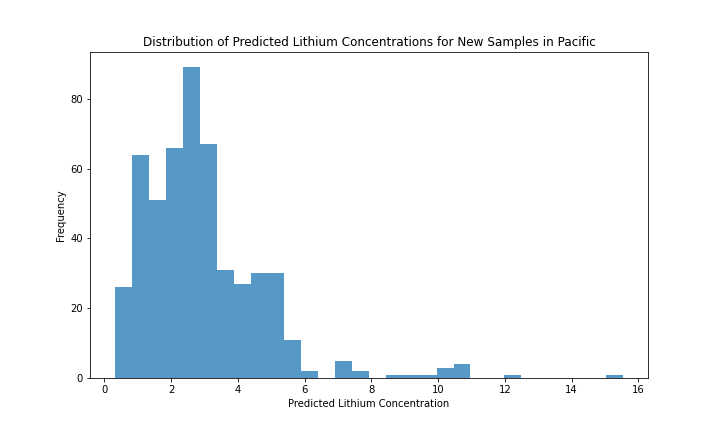 Distribution of Predicted Lithium Concentrations for New Samples in Pacific
Frequency
80
60
40
20
0
0 2 4 6 8 10 12 14 16
Predicted Lithium Concentration